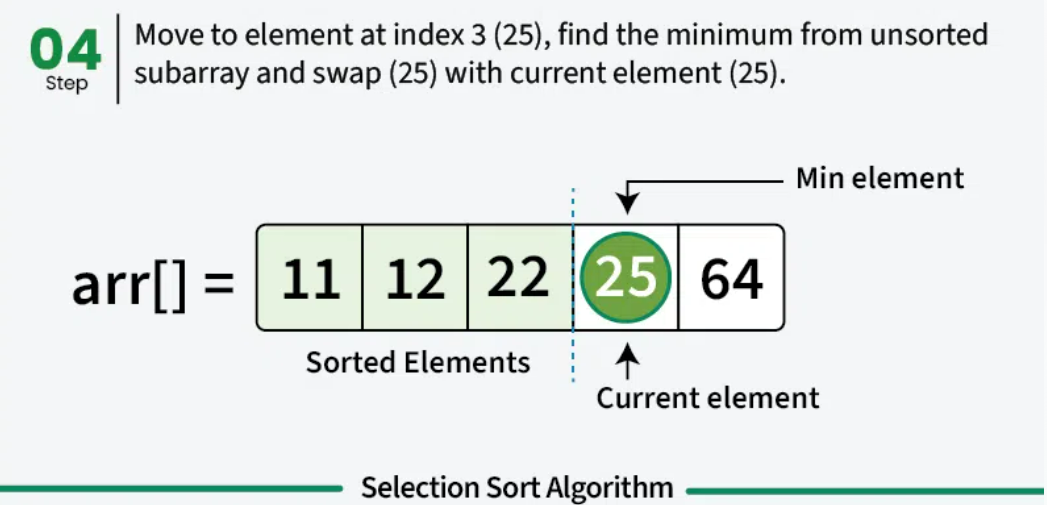 04
Step
Move to element at index 3 (25), find the minimum from unsorted
subarray and swap (25) with current element (25).
Min element
arr[] = 11 12 22 25 64
Sorted Elements
Current element
Selection Sort Algorithm